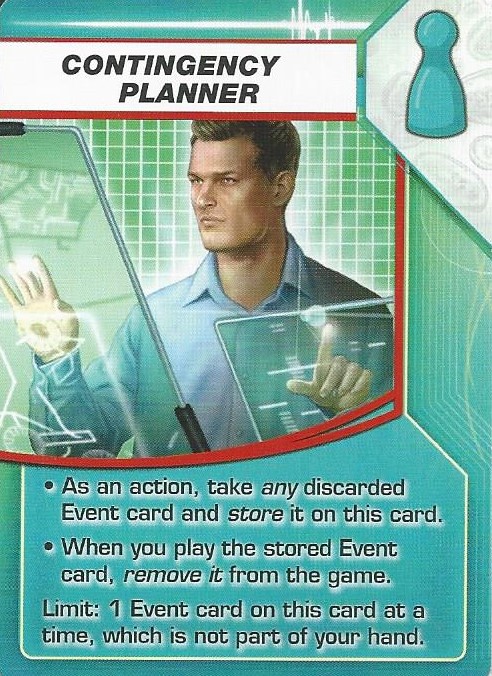 CONTINGENCY
PLANNER
• As an action, take any discarded
Event card and store it on this card.
• When you play the stored Event
card, remove it from the game.
Limit: 1 Event card on this card at a
time, which is not part of your hand.